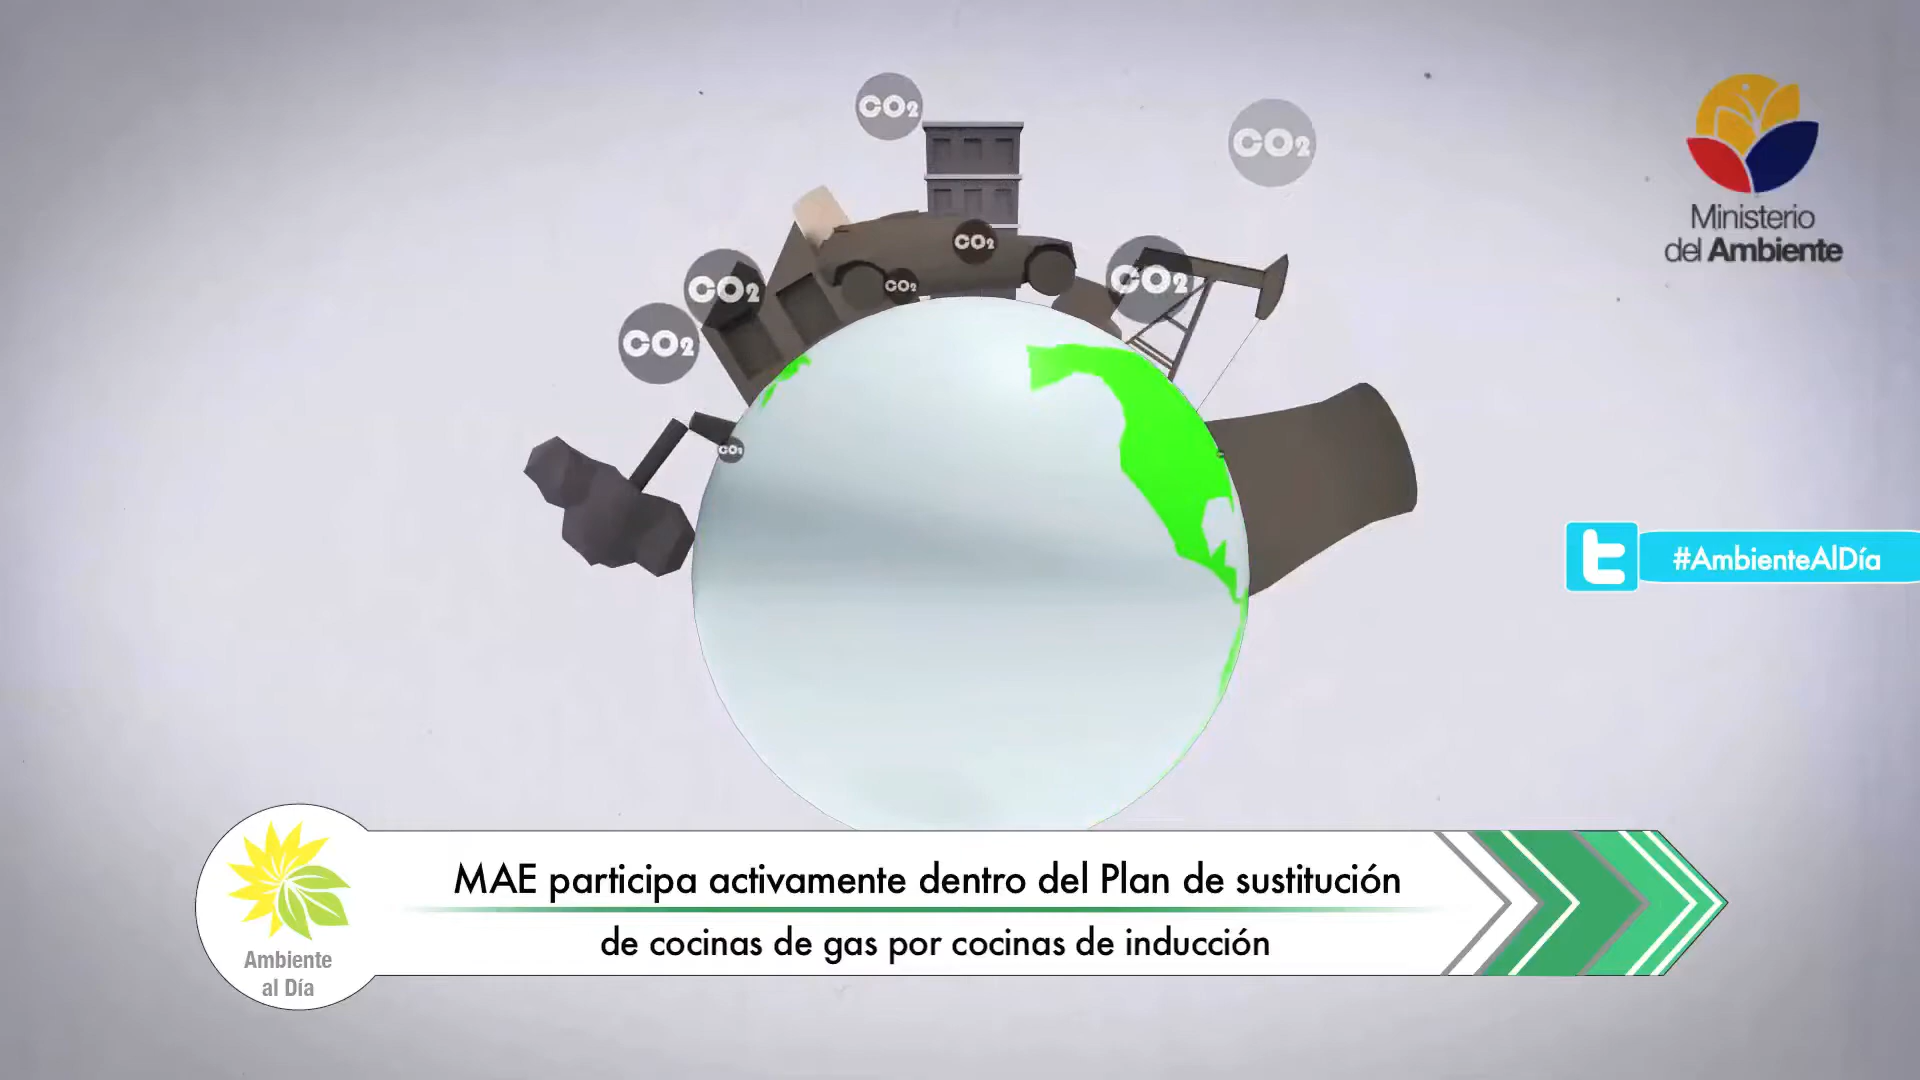 CO2
CO2
Ministerio
del Ambiente
CO2
CO2
CO2
CO2
CO2
CO2
#AmbienteAlDía
MAE participa activamente dentro del Plan de sustitución
de cocinas de gas por cocinas de inducción
Ambiente
al Día